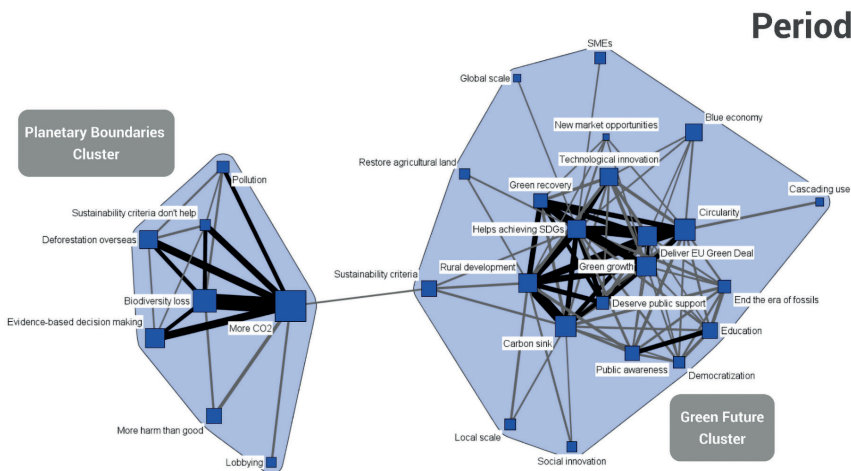 Period
SMEs
Global scale
Planetary Boundaries
Cluster
New market opportunities
Blue economy
Pollution
Restore agricultural land
Technological innovation
Green recovery
Cascading use
Sustainability criteria don't help
Circularity
Deforestation overseas
Helps achieving SDGs
Deliver EU Green Deal
Sustainability criteria
Rural development
Green growth
Biodiversity loss
Deserve public support
End the era of fossils
Evidence-based decision making
More CO2
Carbon sink
Education
Public awareness
Democratization
More harm than good
Local scale
Green Future
Cluster
Lobbying
Social innovation